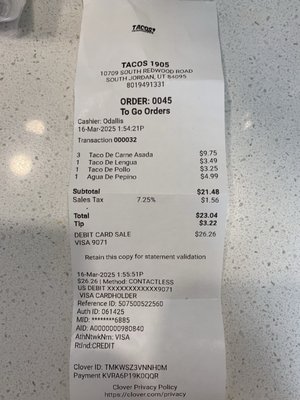 TACOS
TACOS 1905
10709 SOUTH REDWOOD ROAD
SOUTH JORDAN, UT 84095
8019491331
ORDER: 0045
To Go Orders
Cashier: Odallis
16-Mar-2025 1:54:21P
Transaction 000032
3 Taco De Carne Asada $9.75
1 Taco De Lengua $3.49
1 Taco De Pollo $3.25
1 Agua De Pepino $4.99
Subtotal $21.48
Sales Tax 7.25% $1.56
Total $23.04
Tip $3.22
DEBIT CARD SALE $26.26
VISA 9071
Retain this copy for statement validation
16-Mar-2025 1:55:51P
$26.26 | Method: CONTACTLESS
US DEBIT XXXXXXXXXXXX9071
VISA CARDHOLDER
Reference ID: 507500522560
Auth ID: 061425
MID: ********6885
AID: A0000000980840
AthNtwkNm: VISA
RtInd:CREDIT
Clover ID: TMKWSZ3VNNH0M
Payment KVRA6P19K0QQR
Clover Privacy Policy
https://clover.com/privacy